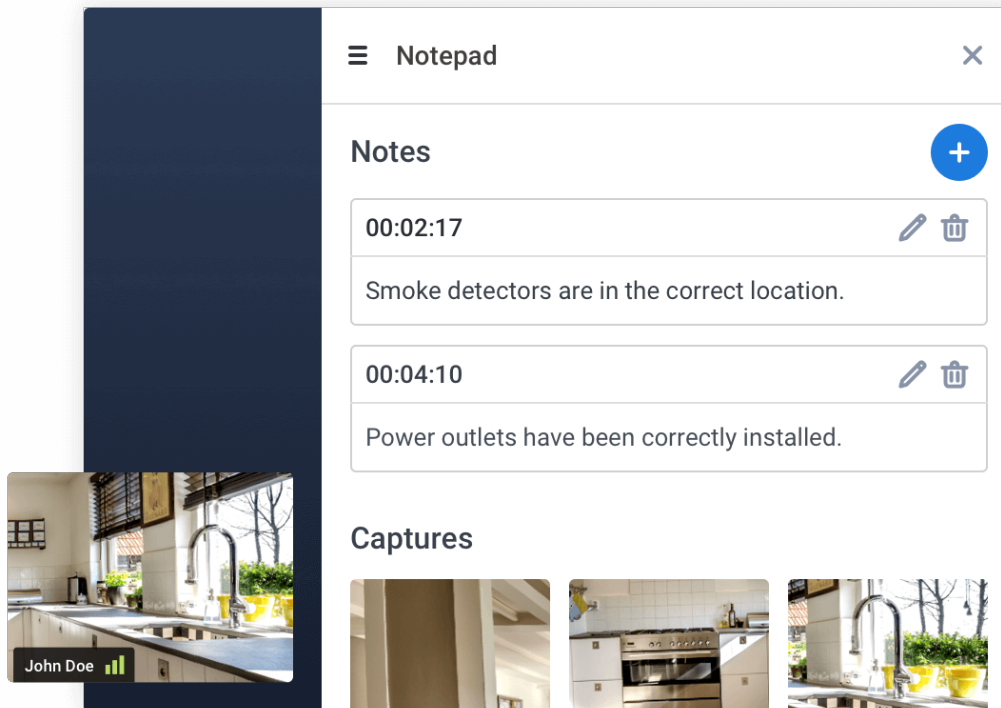 Notepad
Notes
00:02:17
Smoke detectors are in the correct location.
00:04:10
Power outlets have been correctly installed.
Captures
John Doe